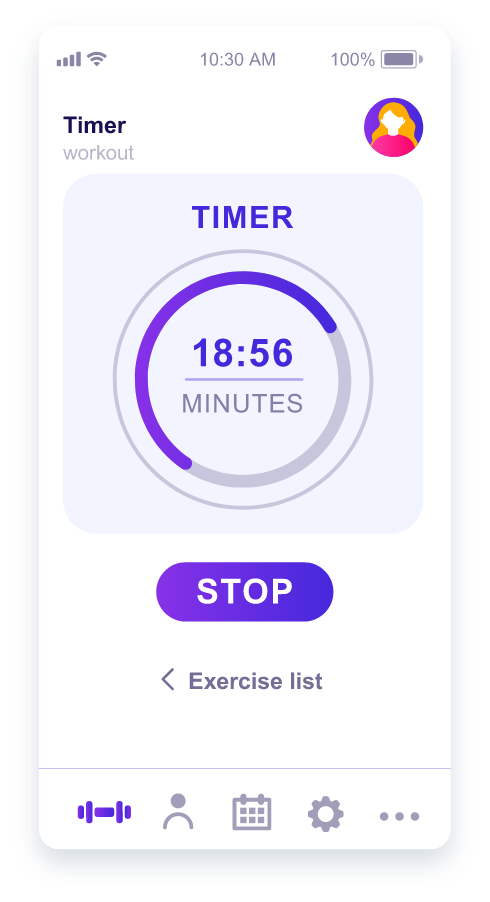 10:30 AM 100%
Timer
workout
TIMER
18:56
MINUTES
STOP
Exercise list